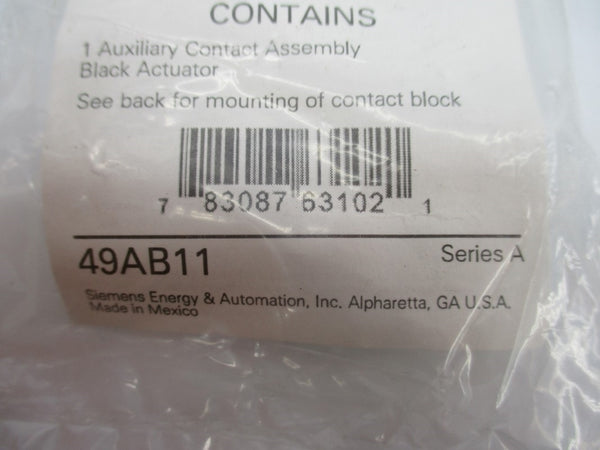 CONTAINS
1 Auxiliary Contact Assembly
Black Actuator
See back for mounting of contact block
7 83087 63102 1
49AB11 Series A
Siemens Energy & Automation, Inc. Alpharetta, GA U.S.A.
Made in Mexico